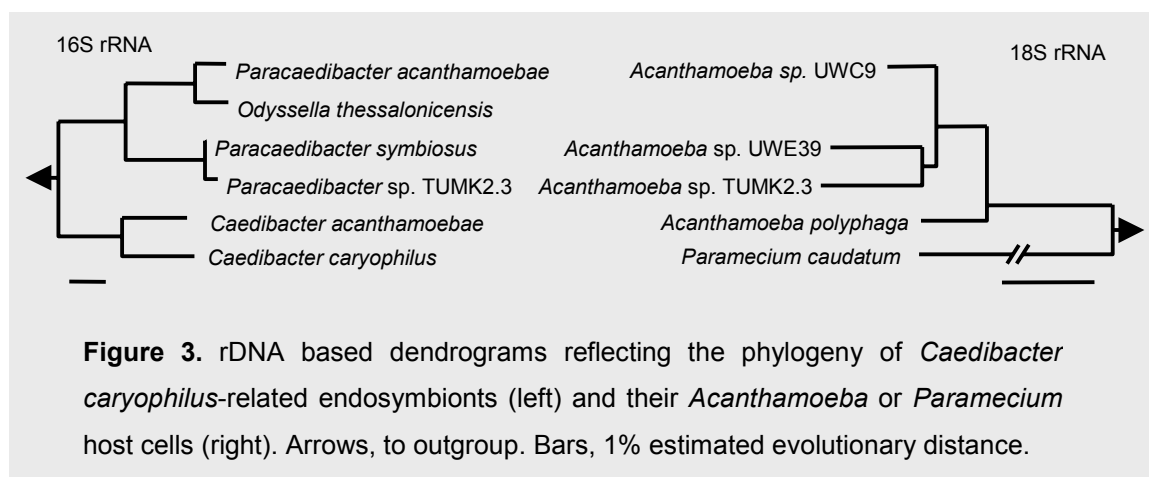 16S rRNA
Paracaedibacter acanthamoebae
Odyssella thessalonicensis
Paracaedibacter symbiosus
Paracaedibacter sp. TUMK2.3
Caedibacter acanthamoebae
Caedibacter caryophilus
18S rRNA
Acanthamoeba sp. UWC9
Acanthamoeba sp. UWE39
Acanthamoeba sp. TUMK2.3
Acanthamoeba polyphaga
Paramecium caudatum
Figure 3. rDNA based dendrograms reflecting the phylogeny of Caedibacter
caryophilus-related endosymbionts (left) and their Acanthamoeba or Paramecium
host cells (right). Arrows, to outgroup. Bars, 1% estimated evolutionary distance.